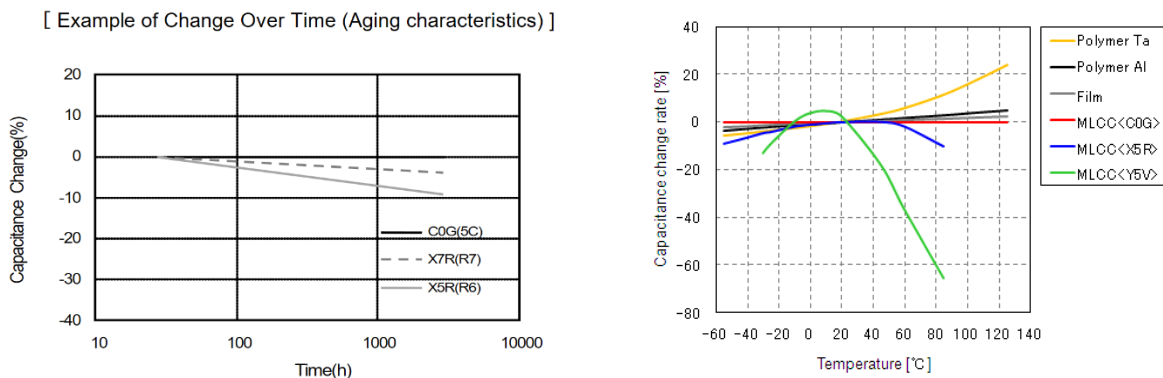 [ Example of Change Over Time (Aging characteristics) ]
Capacitance Change(%)
20
10
0
-10
-20
-30
-40
C0G(5C)
X7R(R7)
X5R(R6)
10
100
1000
10000
Time(h)
Capacitance change rate [%]
40
20
0
-20
-40
-60
-80
-60 -40 -20 0 20 40 60 80 100 120 140
Temperature [℃]
Polymer Ta
Polymer Al
Film
MLCC<C0G>
MLCC<X5R>
MLCC<Y5V>